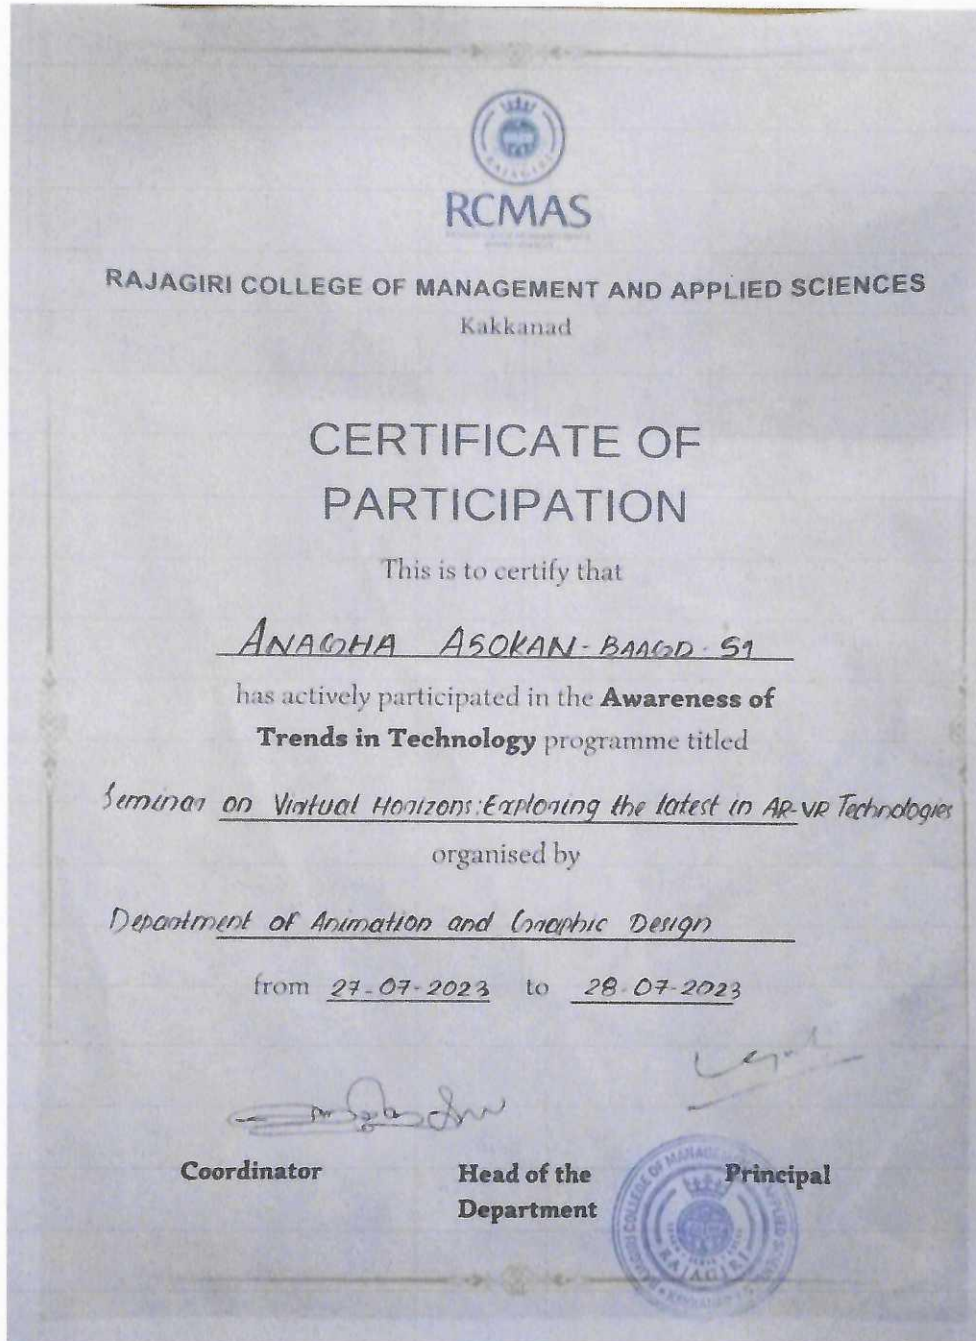 RAJAGIRI
RCMAS
RAJAGIRI COLLEGE OF MANAGEMENT AND APPLIED SCIENCES
Kakkanad
CERTIFICATE OF
PARTICIPATION
This is to certify that
ANAGHA ASOKAN - BAAGD - S1
has actively participated in the Awareness of
Trends in Technology programme titled
Seminar on Virtual Horizons: Exploring the latest in AR-VR Technologies
organised by
Department of Animation and Graphic Design
from 27-07-2023 to 28-07-2023
Coordinator
Head of the
Department
Principal
RAJAGIRI